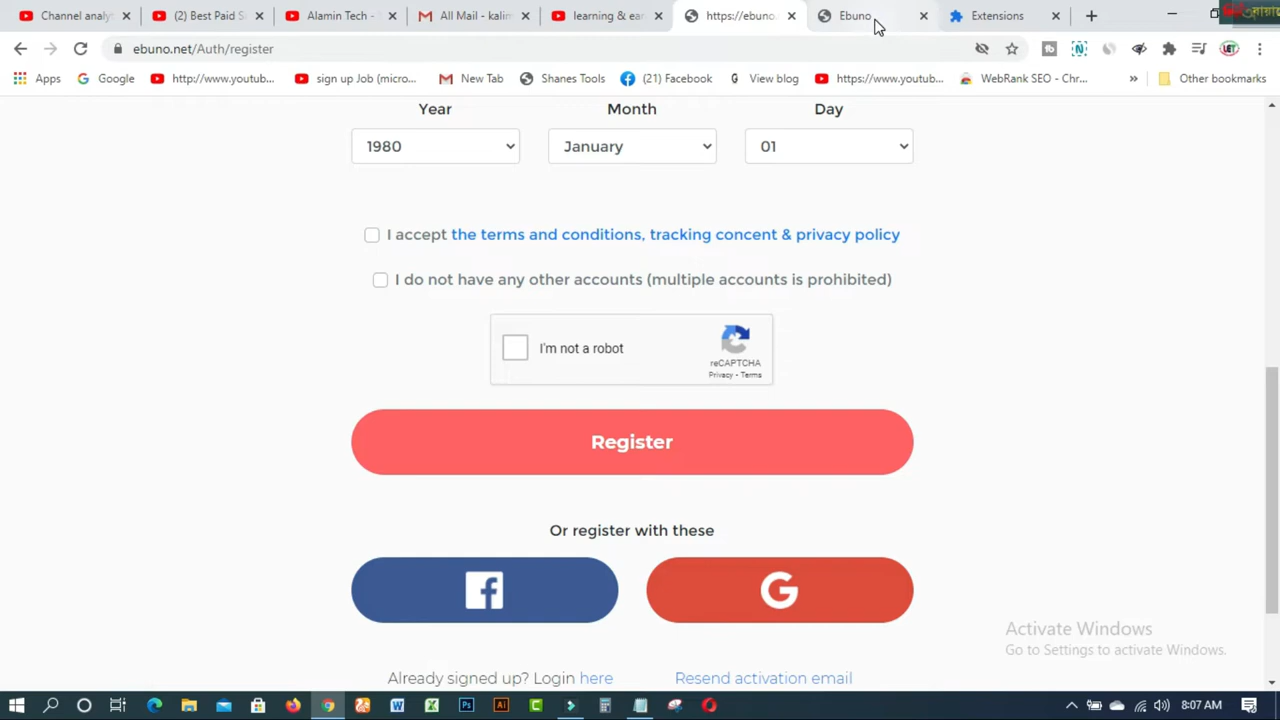 Channel analy
(2) Best Paid S
Alamin Tech -
All Mail - kalim
learning & ea
https://ebuno.
Ebuno
Extensions
ebuno.net/Auth/register
Apps
Google
http://www.youtub...
sign up Job (micro...
New Tab
Shanes Tools
(21) Facebook
View blog
https://www.youtub...
WebRank SEO - Chr...
»
Other bookmarks
Year
Month
Day
1980
January
01
I accept the terms and conditions, tracking concent & privacy policy
I do not have any other accounts (multiple accounts is prohibited)
I'm not a robot
reCAPTCHA
Privacy - Terms
Register
Or register with these
Activate Windows
Go to Settings to activate Windows.
Already signed up? Login here
Resend activation email
8:07 AM